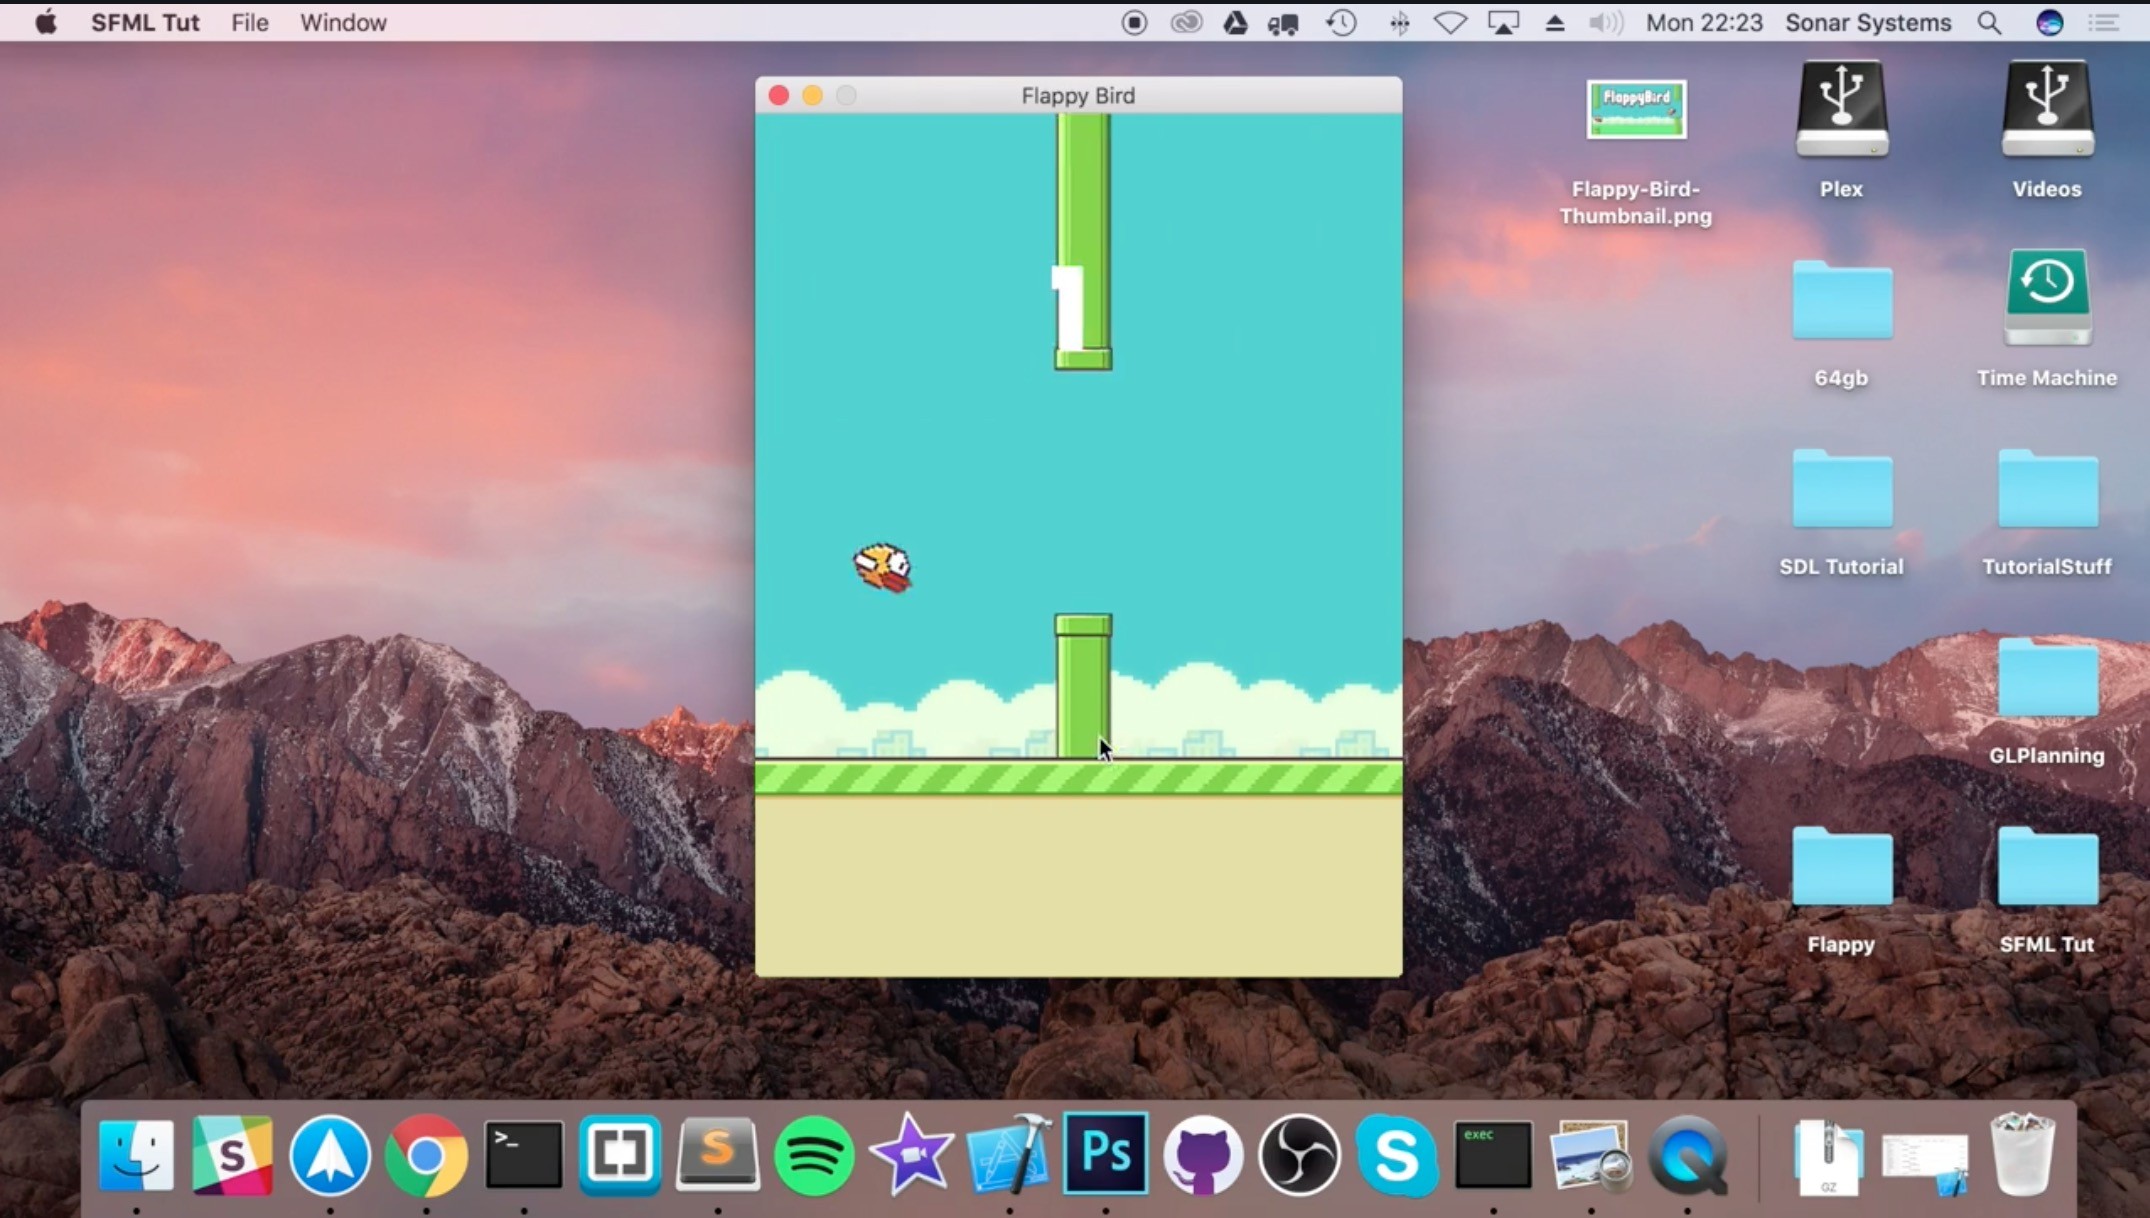 SFML Tut File Window Mon 22:23 Sonar Systems
Flappy Bird
1
FlappyBird
Flappy-Bird-
Thumbnail.png
Plex
Videos
64gb
Time Machine
SDL Tutorial
TutorialStuff
GLPlanning
Flappy
SFML Tut
S
>_
S
Ps
S
exec
GZ